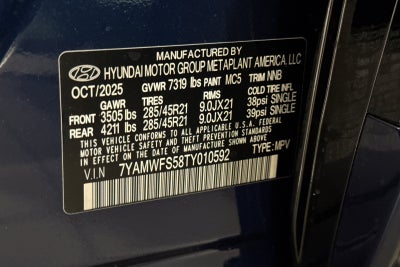 MANUFACTURED BY
HYUNDAI MOTOR GROUP METAPLANT AMERICA, LLC
OCT/2025 GVWR 7319 lbs PAINT MC5 TRIM NNB
GAWR TIRES RIMS COLD TIRE INFL. PRES.
FRONT 3505 lbs 285/45R21 9.0JX21 38psi SINGLE
REAR 4211 lbs 285/45R21 9.0JX21 39psi SINGLE
THIS VEHICLE CONFORMS TO ALL APPLICABLE U.S.A. FEDERAL
MOTOR VEHICLE SAFETY STANDARDS IN EFFECT ON THE
DATE OF MANUFACTURE SHOWN ABOVE.
7YAMWFS58TY010592 TYPE: MPV
V.I.N